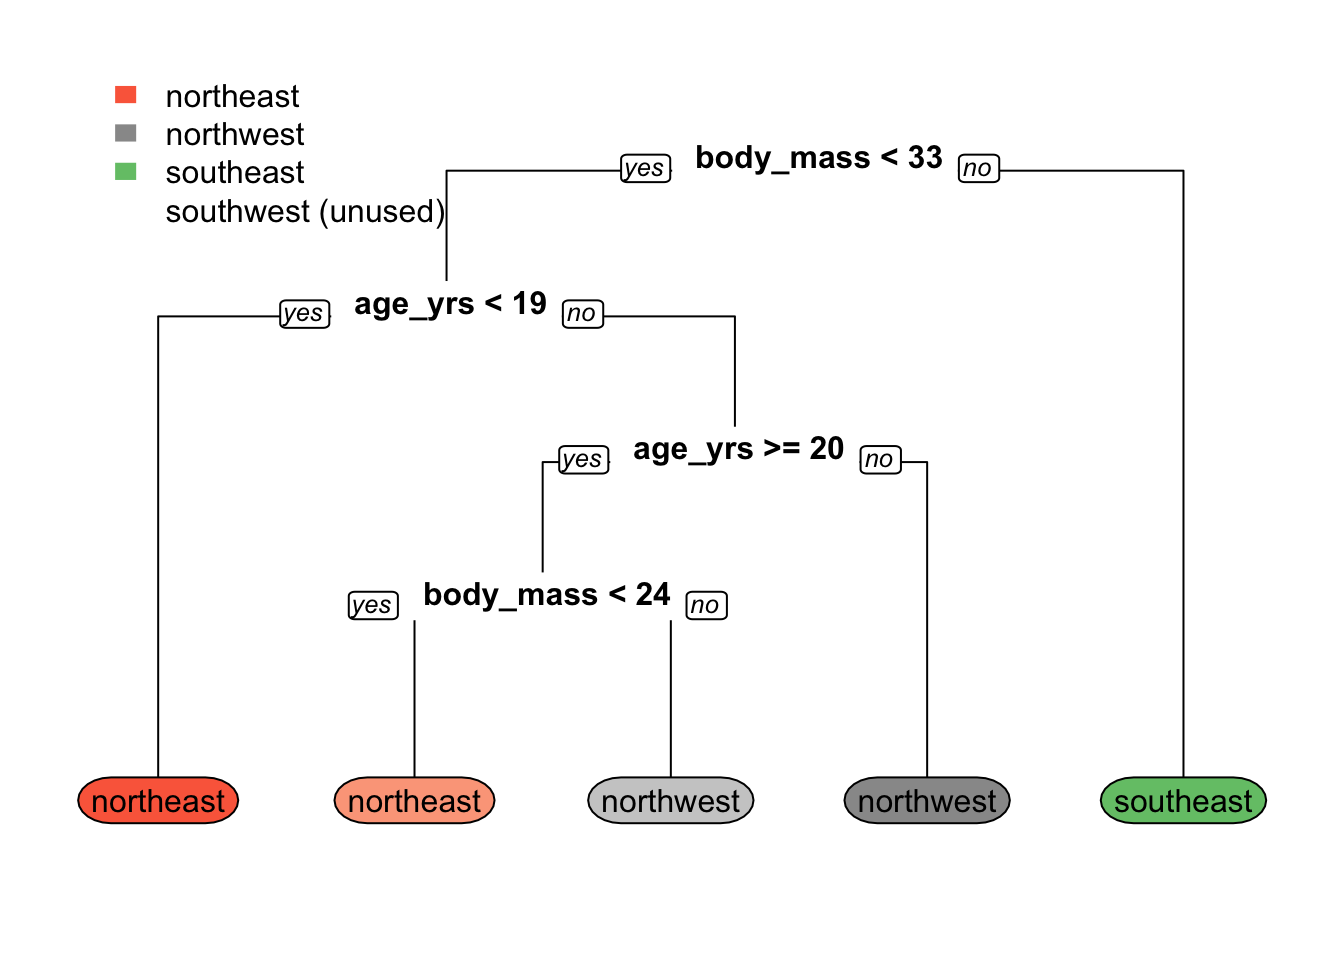 northeast
northwest
southeast
southwest (unused)
yes body_mass < 33 no
yes age_yrs < 19 no
yes age_yrs >= 20 no
yes body_mass < 24 no
northeast northeast northwest northwest southeast